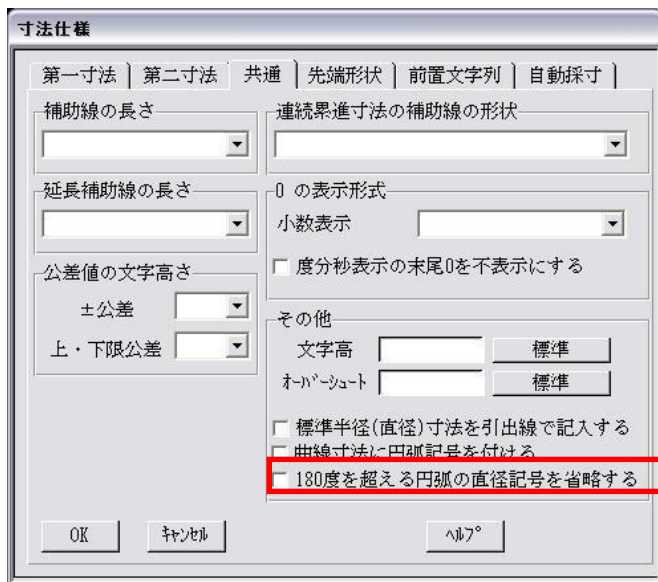 寸法仕様
第一寸法 第二寸法 共通 先端形状 前置文字列 自動採寸
補助線の長さ
連続累進寸法の補助線の形状
延長補助線の長さ
0 の表示形式
小数表示
度分秒表示の末尾0を不表示にする
公差値の文字高さ
±公差
上・下限公差
その他
文字高 標準
ｵｰﾊﾞｰｼｭｰﾄ 標準
標準半径(直径)寸法を引出線で記入する
曲線寸法に円弧記号を付ける
180度を超える円弧の直径記号を省略する
OK ｷｬﾝｾﾙ ﾍﾙﾌﾟ